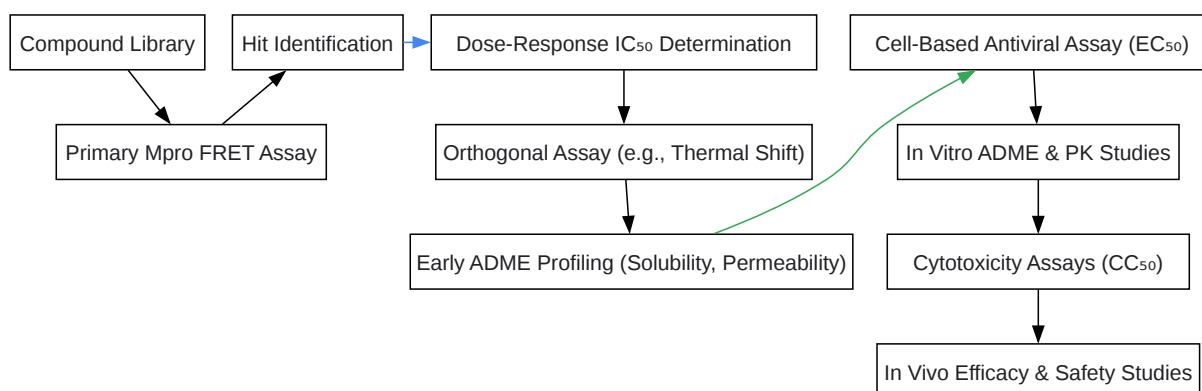 Compound Library
Hit Identification
Dose-Response IC₅₀ Determination
Cell-Based Antiviral Assay (EC₅₀)
Primary Mpro FRET Assay
Orthogonal Assay (e.g., Thermal Shift)
In Vitro ADME & PK Studies
Early ADME Profiling (Solubility, Permeability)
Cytotoxicity Assays (CC₅₀)
In Vivo Efficacy & Safety Studies